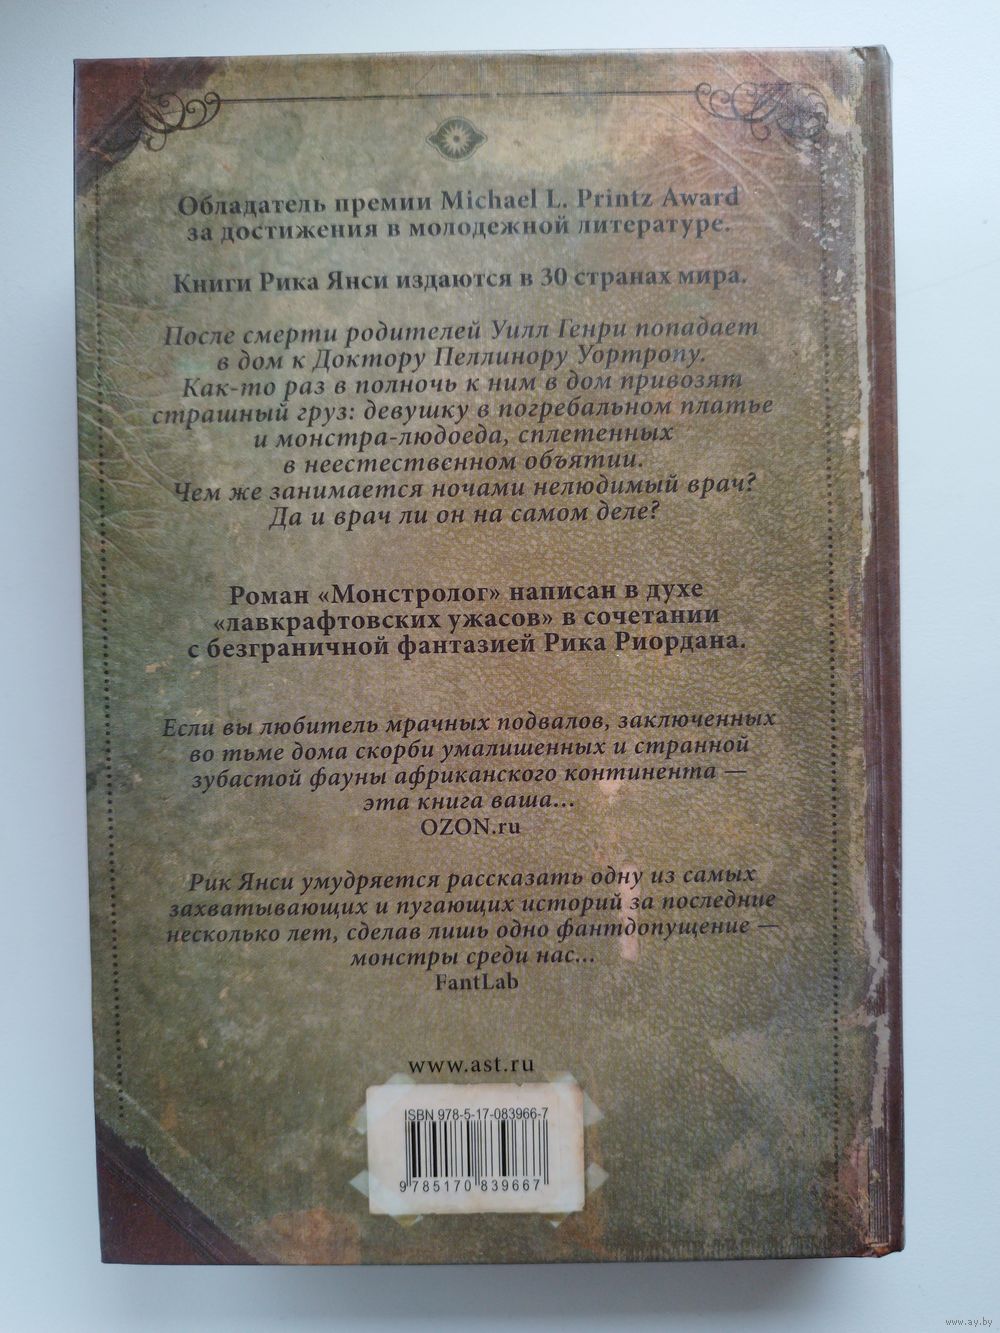 Обладатель премии Michael L. Printz Award
за достижения в молодежной литературе.
Книги Рика Янси издаются в 30 странах мира.
После смерти родителей Уилл Генри попадает
в дом к Доктору Пеллинору Уортропу.
Как-то раз в полночь к ним в дом привозят
страшный груз: девушку в погребальном платье
и монстра-людоеда, сплетенных
в неестественном объятии.
Чем же занимается ночами нелюдимый врач?
Да и врач ли он на самом деле?
Роман «Монстролог» написан в духе
«лавкрафтовских ужасов» в сочетании
с безграничной фантазией Рика Риордана.
Если вы любитель мрачных подвалов, заключенных
во тьме дома скорби умалишенных и странной
зубастой фауны африканского континента —
эта книга ваша...
OZON.ru
Рик Янси умудряется рассказать одну из самых
захватывающих и пугающих историй за последние
несколько лет, сделав лишь одно фантдопущение —
монстры среди нас...
FantLab
www.ast.ru
ISBN 978-5-17-083966-7
9 785170 839667
www.ay.by